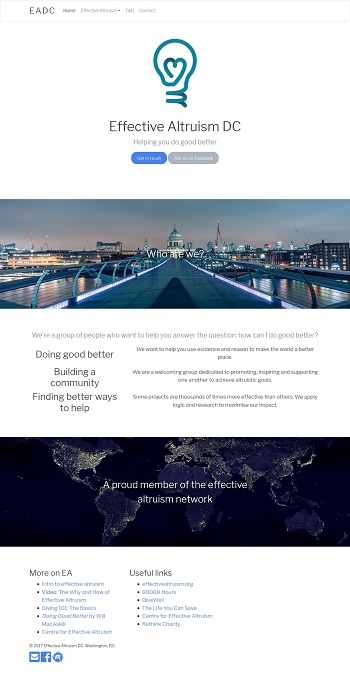 EADC Home Effective Altruism FAQ Contact
Effective Altruism DC
Helping you do good better
Get in touch Join us on Facebook
Who are we?
We're a group of people who want to help you answer the question: how can I do good better?
Doing good better
We want to help you use evidence and reason to make the world a better
place.
Building a
community
We are a welcoming group dedicated to promoting, inspiring and supporting
one another to achieve altruistic goals.
Finding better ways
to help
Some projects are thousands of times more effective than others. We apply
logic and research to maximise our impact.
A proud member of the effective
altruism network
More on EA
Intro to effective altruism
Video: The Why and How of
Effective Altruism
Giving 101: The Basics
Doing Good Better by Will
MacAskill
Centre for Effective Altruism
Useful links
effectivealtruism.org
80000 Hours
GiveWell
The Life You Can Save
Centre for Effective Altruism
Rethink Charity
© 2017 Effective Altruism DC, Washington, DC.